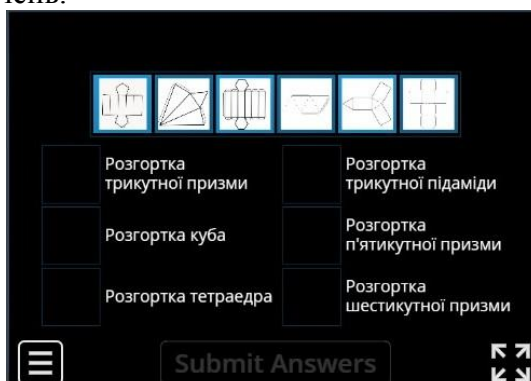 Розгортка
трикутної призми
Розгортка
трикутної підаміди
Розгортка куба
Розгортка
п'ятикутної призми
Розгортка тетраедра
Розгортка
шестикутної призми
Submit Answers